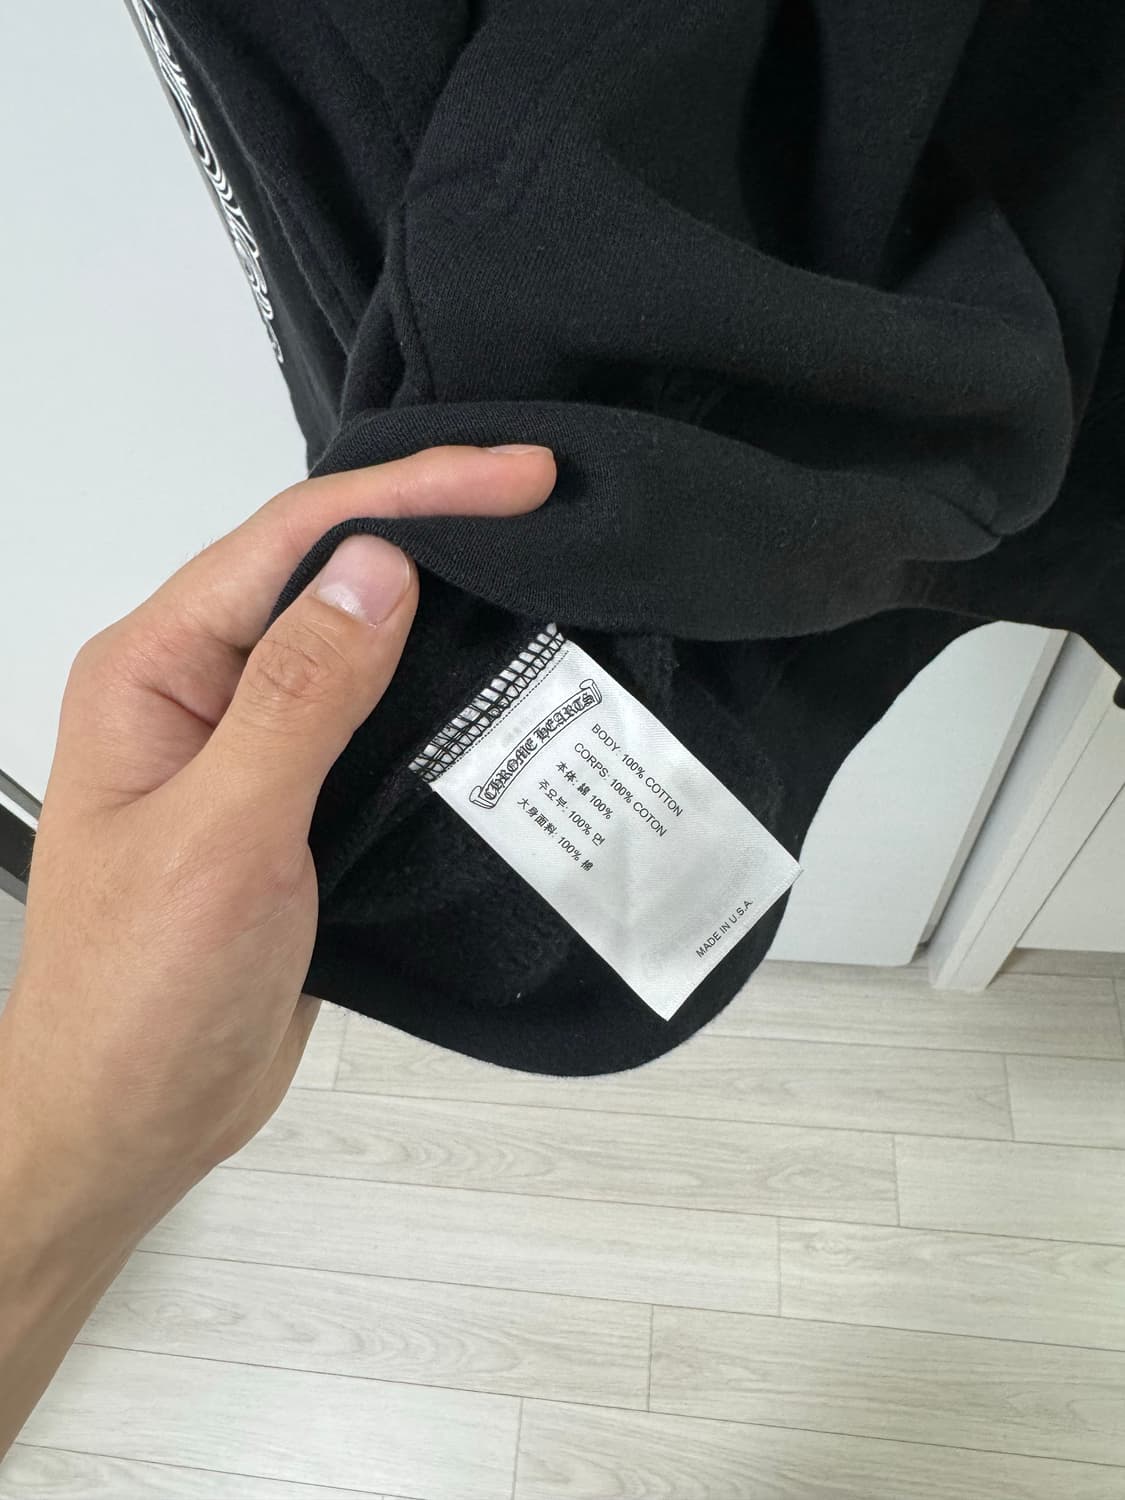 CHROME HEARTS
BODY: 100% COTTON
CORPS: 100% COTON
本体: 綿 100%
주요부: 100% 면
大身面料: 100% 棉
MADE IN U.S.A.